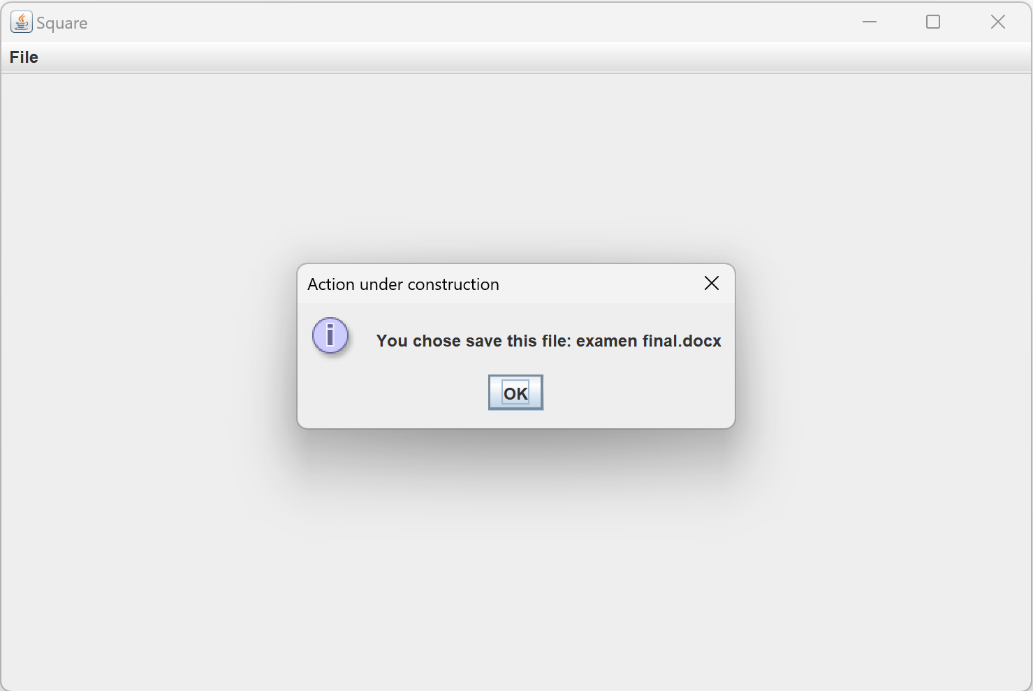 Square
File
Action under construction
i
You chose save this file: examen final.docx
OK